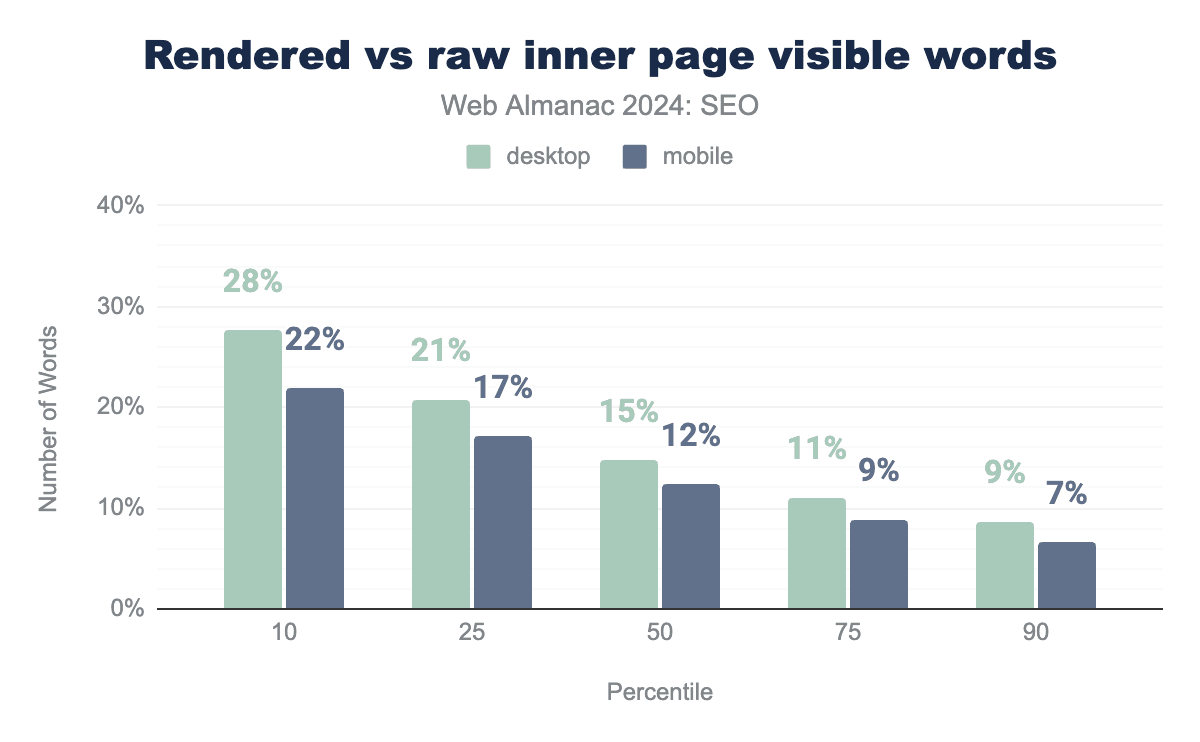 Rendered vs raw inner page visible words
Web Almanac 2024: SEO
desktop mobile
40%
30%
20%
10%
0%
Number of Words
28%
22%
21%
17%
15%
12%
11%
9%
9%
7%
10 25 50 75 90
Percentile